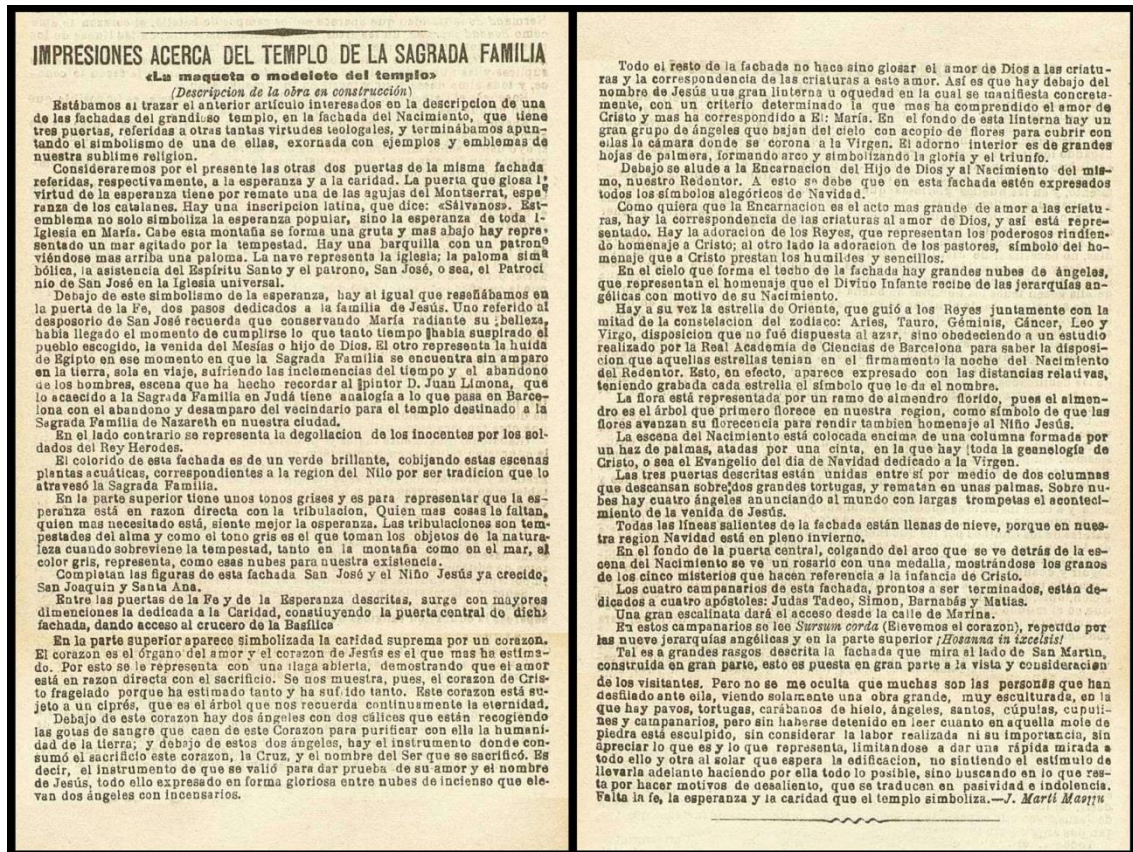 IMPRESIONES ACERCA DEL TEMPLO DE LA SAGRADA FAMILIA
«La maqueta o modelete del templo»
(Descripcion de la obra en construcción)
Estábamos al trazar el anterior artículo interesados en la descripcion de una
de las fachadas del grandioso templo, en la fachada del Nacimiento, que tiene
tres puertas, referidas a otras tantas virtudes teologales, y terminábamos apun-
tando el simbolismo de una de ellas, exornada con ejemplos y emblemas de
nuestra sublime religion.
Consideraremos por el presente las otras dos puertas de la misma fachada
referidas, respectivamente, a la esperanza y a la caridad. La puerta que glosa l
virtud de la esperanza tiene por remate una de las agujas del Montserrat, espe
ranza de los catalanes. Hay una inscripcion latina, que dice: «Sálvanos». Est-
emblema no solo simboliza la esperanza popular, sino la esperanza de toda l-
Iglesia en María. Cabe esta montaña se forma una gruta y mas abajo hay repre-
sentado un mar agitado por la tempestad. Hay una barquilla con un patron
viéndose mas arriba una paloma. La nave representa la iglesia; la paloma sim
bólica, la asistencia del Espíritu Santo y el patrono, San José, o sea, el Patroci
nio de San José en la Iglesia universal.
Debajo de este simbolismo de la esperanza, hay al igual que reseñábamos en
la puerta de la Fe, dos pasos dedicados a la familia de Jesús. Uno referido al
desposorio de San José recuerda que conservando María radiante su belleza,
habia llegado el momento de cumplirse lo que tanto tiempo habia suspirado el
pueblo escogido, la venida del Mesías o hijo de Dios. El otro representa la huida
de Egipto en ese momento en que la Sagrada Familia se encuentra sin amparo
en la tierra, sola en viaje, sufriendo las inclemencias del tiempo y el abandono
de los hombres, escena que ha hecho recordar al pintor D. Juan Limona, que
lo acaecido a la Sagrada Familia en Judá tiene analogía a lo que pasa en Barce-
lona con el abandono y desamparo del vecindario para el templo destinado a la
Sagrada Familia de Nazareth en nuestra ciudad.
En el lado contrario se representa la degollacion de los inocentes por los sol-
dados del Rey Herodes.
El colorido de esta fachada es de un verde brillante, cobijando estas escenas
plantas acuáticas, correspondientes a la region del Nilo por ser tradicion que lo
atravesó la Sagrada Familia.
En la parte superior tiene unos tonos grises y es para representar que la es-
peranza está en razon directa con la tribulacion, Quien mas cosas le faltan,
quien mas necesitado está, siente mejor la esperanza. Las tribulaciones son tem-
pestades del alma y como el tono gris es el que toman los objetos de la natura-
leza cuando sobreviene la tempestad, tanto en la montaña como en el mar, el
color gris, representa, como esas nubes para nuestra existencia.
Completan las figuras de esta fachada San José y el Niño Jesús ya crecido,
San Joaquin y Santa Ana.
Entre las puertas de la Fe y de la Esperanza descritas, surge con mayores
dimenciones la dedicada a la Caridad, constiuyendo la puerta central de dicha
fachada, dando acceso al crucero de la Basílica
En la parte superior aparece simbolizada la caridad suprema por un corazon.
El corazon es el órgano del amor y el corazon de Jesús es el que mas ha estima-
do. Por esto se le representa con una llaga abierta, demostrando que el amor
está en razon directa con el sacrificio. Se nos muestra, pues, el corazon de Cris-
to fragelado porque ha estimado tanto y ha sufrido tanto. Este corazon está su-
jeto a un ciprés, que es el árbol que nos recuerda continuamente la eternidad.
Debajo de este corazon hay dos ángeles con dos cálices que están recogiendo
las gotas de sangre que caen de este Corazon para purificar con ella la humani-
dad de la tierra; y debajo de estos dos ángeles, hay el instrumento donde con-
sumó el sacrificio este corazon, la Cruz, y el nombre del Ser que se sacrificó. Es
decir, el instrumento de que se valió para dar prueba de su amor y el nombre
de Jesús, todo ello expresado en forma gloriosa entre nubes de incienso que ele-
van dos ángeles con incensarios.
Todo el resto de la fachada no hace sino glosar el amor de Dios a las criatu-
ras y la correspondencia de las criaturas a este amor. Así es que hay debajo del
nombre de Jesús una gran linterna u oquedad en la cual se manifiesta concreta-
mente, con un criterio determinado la que mas ha comprendido el amor de
Cristo y mas ha correspondido a El: María. En el fondo de esta linterna hay un
gran grupo de ángeles que bajan del cielo con acopio de flores para cubrir con
ellas la cámara donde se corona a la Virgen. El adorno interior es de grandes
hojas de palmera, formando arco y simbolizando la gloria y el triunfo.
Debajo se alude a la Encarnacion del Hijo de Dios y al Nacimiento del mis-
mo, nuestro Redentor. A esto se debe que en esta fachada estén expresados
todos los símbolos alegóricos de Navidad.
Como quiera que la Encarnacion es el acto mas grande de amor a las criatu-
ras, hay la correspondencia de las criaturas al amor de Dios, y así está repre-
sentado. Hay la adoracion de los Reyes, que representan los poderosos rindien-
do homenaje a Cristo; al otro lado la adoracion de los pastores, símbolo del ho-
menaje que a Cristo prestan los humildes y sencillos.
En el cielo que forma el techo de la fachada hay grandes nubes de ángeles,
que representan el homenaje que el Divino Infante recibe de las jerarquías an-
gélicas con motivo de su Nacimiento.
Hay a su vez la estrella de Oriente, que guió a los Reyes juntamente con la
mitad de la constelacion del zodiaco: Aries, Tauro, Géminis, Cáncer, Leo y
Virgo, disposicion que no fué dispuesta al azar, sino obedeciendo a un estudio
realizado por la Real Academia de Ciencias de Barcelona para saber la disposi-
cion que aquellas estrellas tenian en el firmamento la noche del Nacimiento
del Redentor. Esto, en efecto, aparece expresado con las distancias relativas,
teniendo grabada cada estrella el símbolo que le da el nombre.
La flora está representada por un ramo de almendro florido, pues el almen-
dro es el árbol que primero florece en nuestra region, como símbolo de que las
flores avanzan su florecencia para rendir tambien homenaje al Niño Jesús.
La escena del Nacimiento está colocada encima de una columna formada por
un haz de palmas, atadas por una cinta, en la que hay toda la geanelogía de
Cristo, o sea el Evangelio del dia de Navidad dedicado a la Virgen.
Las tres puertas descritas están unidas entre sí por medio de dos columnas
que descansan sobre dos grandes tortugas, y rematan en unas palmas. Sobre nu-
bes hay cuatro ángeles anunciando al mundo con largas trompetas el aconteci-
miento de la venida de Jesús.
Todas las líneas salientes de la fachada están llenas de nieve, porque en nues-
tra region Navidad está en pleno invierno.
En el fondo de la puerta central, colgando del arco que se ve detrás de la es-
cena del Nacimiento se ve un rosario con una medalla, mostrándose los granos
de los cinco misterios que hacen referencia a la infancia de Cristo.
Los cuatro campanarios de esta fachada, prontos a ser terminados, están de-
dicados a cuatro apóstoles: Judas Tadeo, Simon, Barnabás y Matias.
Una gran escalinata dará el acceso desde la calle de Marina.
En estos campanarios se lee Sursum corda (Elevemos el corazon), repetido por
las nueve jerarquías angélicas y en la parte superior ¡Hosanna in excelsis!
Tal es a grandes rasgos descrita la fachada que mira al lado de San Martin,
construida en gran parte, esto es puesta en gran parte a la vista y consideracion
de los visitantes. Pero no se me oculta que muchas son las personas que han
desfilado ante ella, viendo solamente una obra grande, muy esculturada, en la
que hay pavos, tortugas, carábanos de hielo, ángeles, santos, cúpulas, cupuli-
nes y campanarios, pero sin haberse detenido en leer cuanto en aquella mole de
piedra está esculpido, sin considerar la labor realizada ni su importancia, sin
apreciar lo que es y lo que representa, limitandose a dar una rápida mirada a
todo ello y otra al solar que espera la edificacion, no sintiendo el estímulo de
llevarla adelante haciendo por ella todo lo posible, sino buscando en lo que res-
ta por hacer motivos de desaliento, que se traducen en pasividad e indolencia.
Falta la fe, la esperanza y la caridad que el templo simboliza.—J. Martí